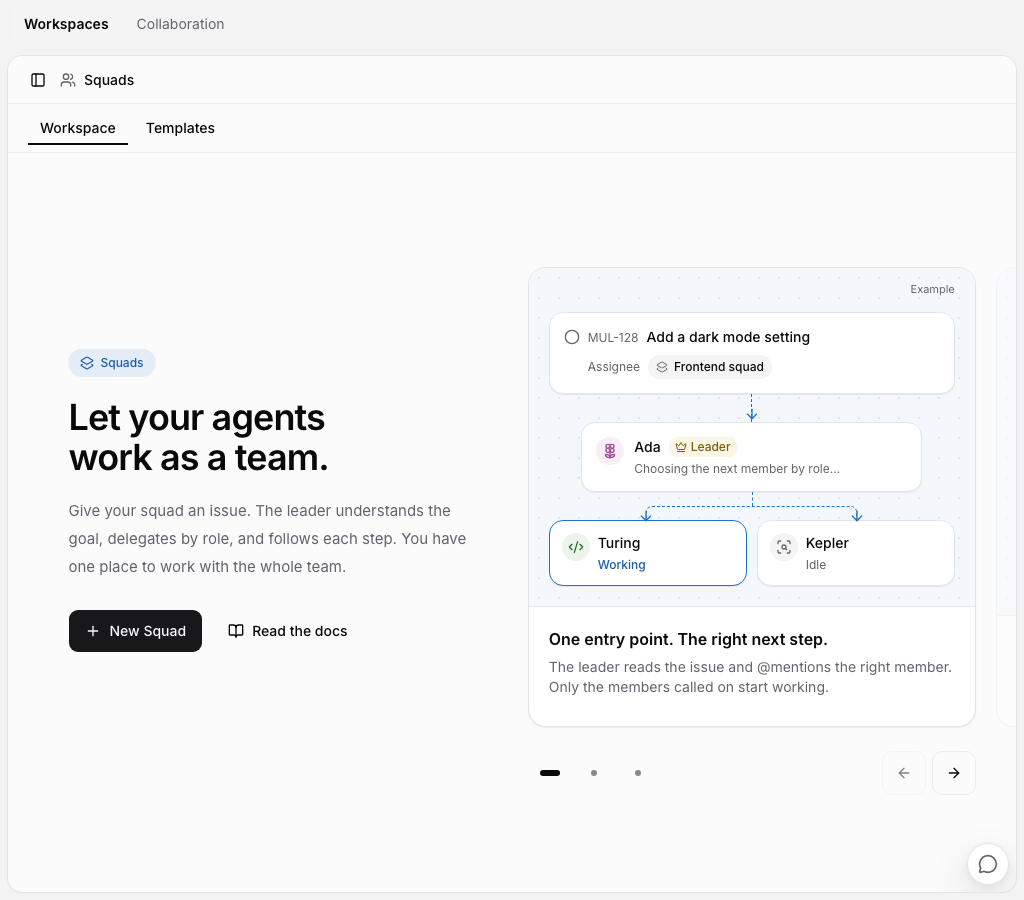 Workspaces Collaboration
Squads
Workspace Templates
Squads
Let your agents
work as a team.
Give your squad an issue. The leader understands the
goal, delegates by role, and follows each step. You have
one place to work with the whole team.
New Squad Read the docs
Example
MUL-128 Add a dark mode setting
Assignee Frontend squad
Ada Leader
Choosing the next member by role...
Turing
Working
Kepler
Idle
One entry point. The right next step.
The leader reads the issue and @mentions the right member.
Only the members called on start working.